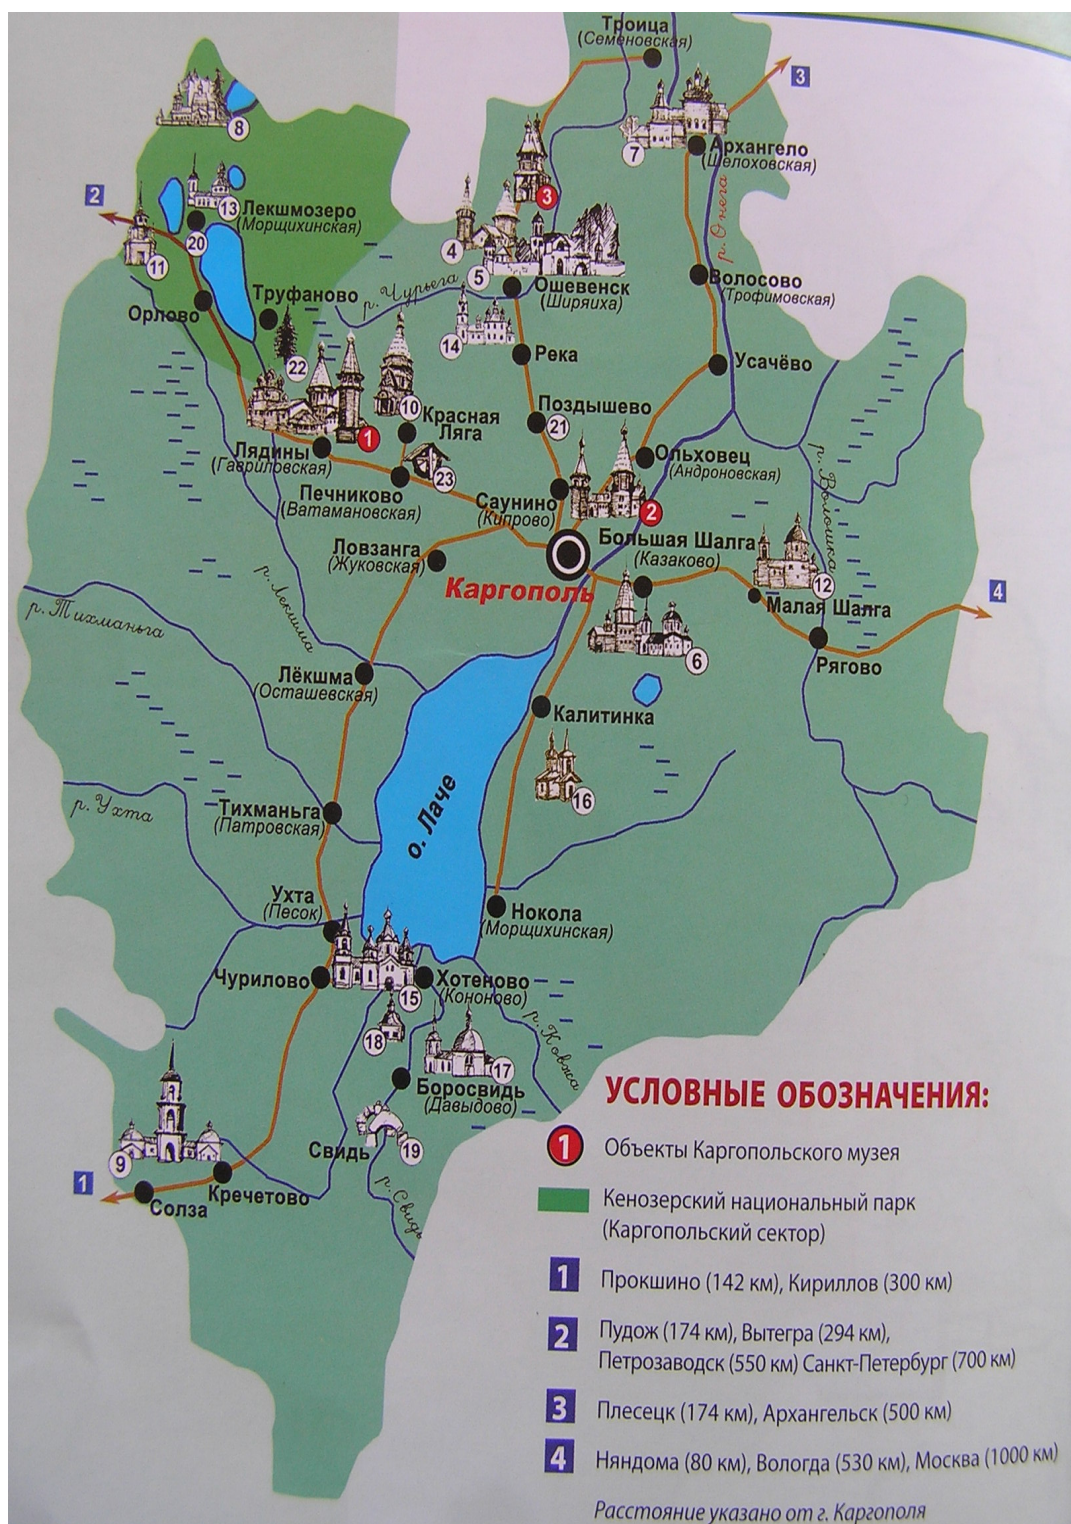 Троица
(Семеновская)
3
8
7
Архангело
(Шелоховская)
2
3
13
Лекшмозеро
(Морщихинская)
20
4
р. Онега
11
5
Ошевенск
(Ширяиха)
Волосово
(Трофимовская)
р. Чурьега
Труфаново
Орлово
14
Река
Усачёво
22
10
Красная
Ляга
Поздышево
21
1
Лядины
(Гавриловская)
23
Ольховец
(Андроновская)
Печниково
(Ватамановская)
Саунино
(Кипрово)
2
р. Волошка
Большая Шалга
(Казаково)
Ловзанга
(Жуковская)
Каргополь
12
4
Малая Шалга
р. Тихманьга
р. Лекшма
6
Рягово
Лёкшма
(Осташевская)
Калитинка
16
о. Лаче
р. Ухта
Тихманьга
(Патровская)
Ухта
(Песок)
Нокола
(Морщихинская)
Чурилово
15
Хотеново
(Кононово)
18
р. Ковжа
17
Боросвидь
(Давыдово)
Свидь
19
р. Свидь
9
1
Кречетово
Солза
УСЛОВНЫЕ ОБОЗНАЧЕНИЯ:
1 Объекты Каргопольского музея
Кенозерский национальный парк
(Каргопольский сектор)
1 Прокшино (142 км), Кириллов (300 км)
2 Пудож (174 км), Вытегра (294 км),
Петрозаводск (550 км) Санкт-Петербург (700 км)
3 Плесецк (174 км), Архангельск (500 км)
4 Няндома (80 км), Вологда (530 км), Москва (1000 км)
Расстояние указано от г. Каргополя